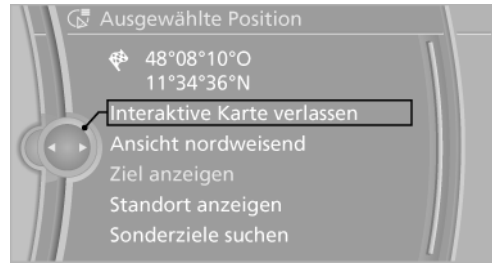 Ausgewählte Position
48°08'10"O
11°34'36"N
Interaktive Karte verlassen
Ansicht nordweisend
Ziel anzeigen
Standort anzeigen
Sonderziele suchen